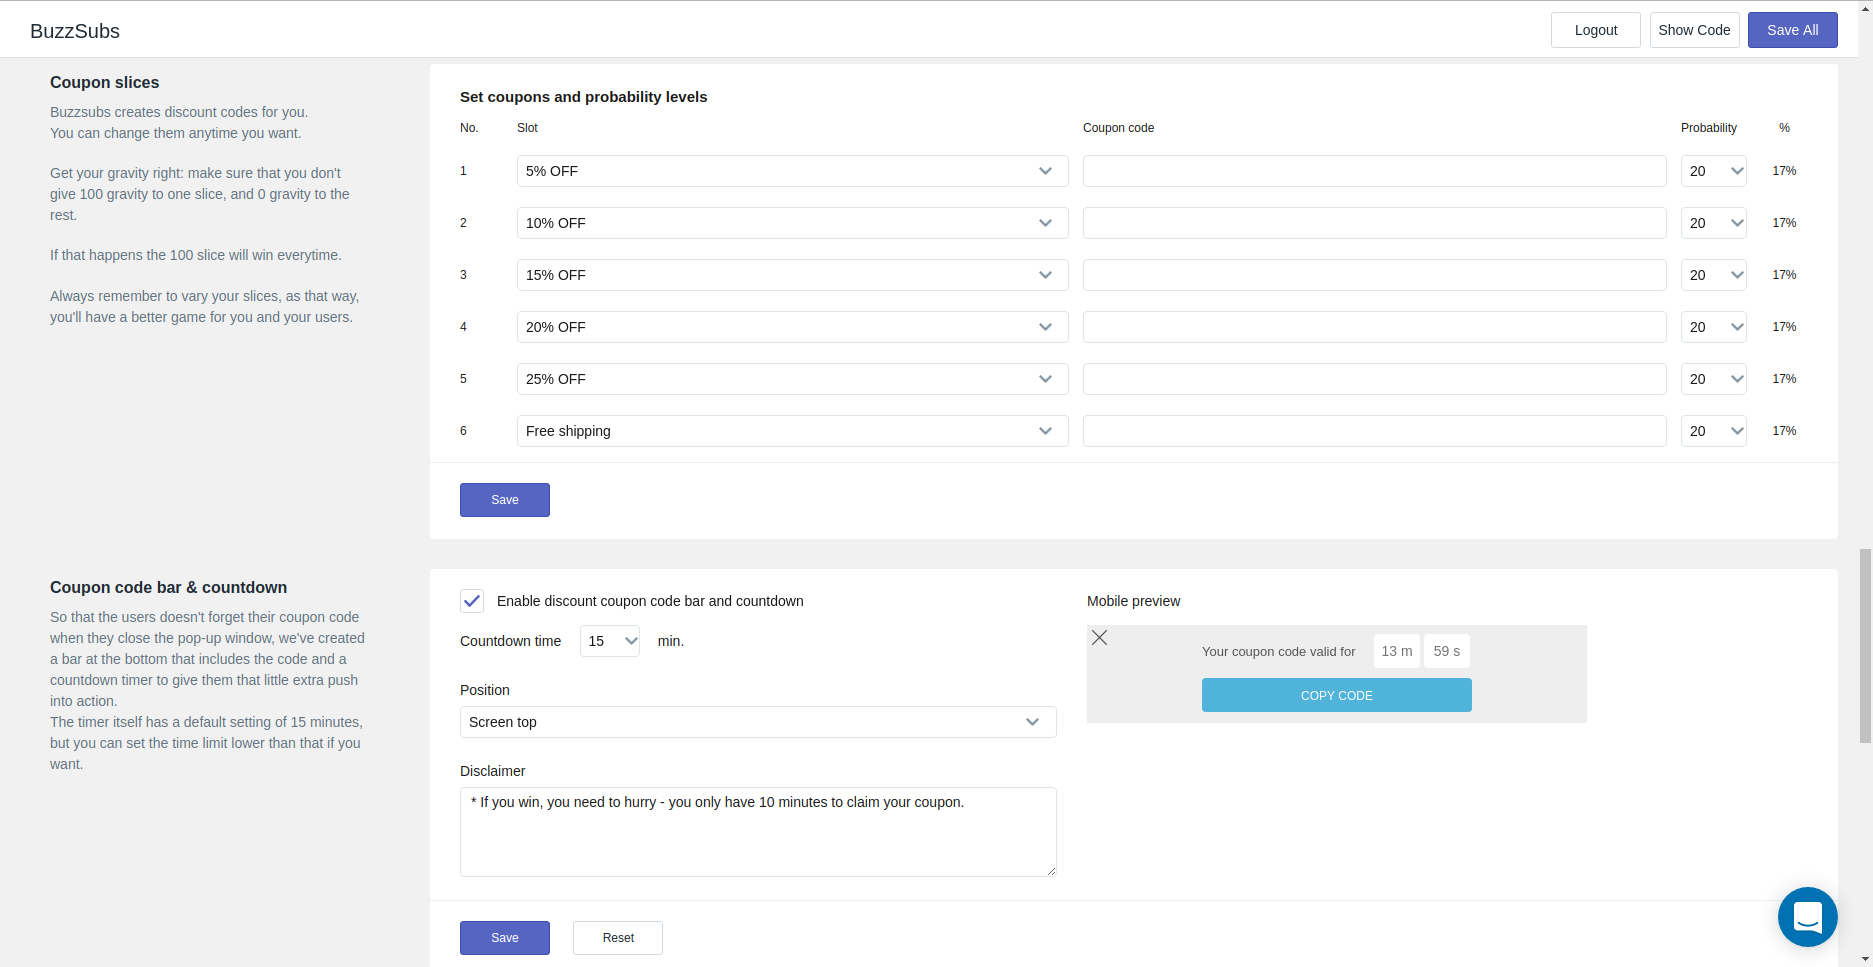 BuzzSubs
Logout
Show Code
Save All
Coupon slices
Buzzsubs creates discount codes for you.
You can change them anytime you want.
Get your gravity right: make sure that you don't
give 100 gravity to one slice, and 0 gravity to the
rest.
If that happens the 100 slice will win everytime.
Always remember to vary your slices, as that way,
you'll have a better game for you and your users.
Set coupons and probability levels
No. Slot Coupon code Probability %
1 5% OFF 20 17%
2 10% OFF 20 17%
3 15% OFF 20 17%
4 20% OFF 20 17%
5 25% OFF 20 17%
6 Free shipping 20 17%
Save
Coupon code bar & countdown
So that the users doesn't forget their coupon code
when they close the pop-up window, we've created
a bar at the bottom that includes the code and a
countdown timer to give them that little extra push
into action.
The timer itself has a default setting of 15 minutes,
but you can set the time limit lower than that if you
want.
Enable discount coupon code bar and countdown
Countdown time 15 min.
Position
Screen top
Disclaimer
* If you win, you need to hurry - you only have 10 minutes to claim your coupon.
Save
Reset
Mobile preview
Your coupon code valid for 13 m 59 s
COPY CODE